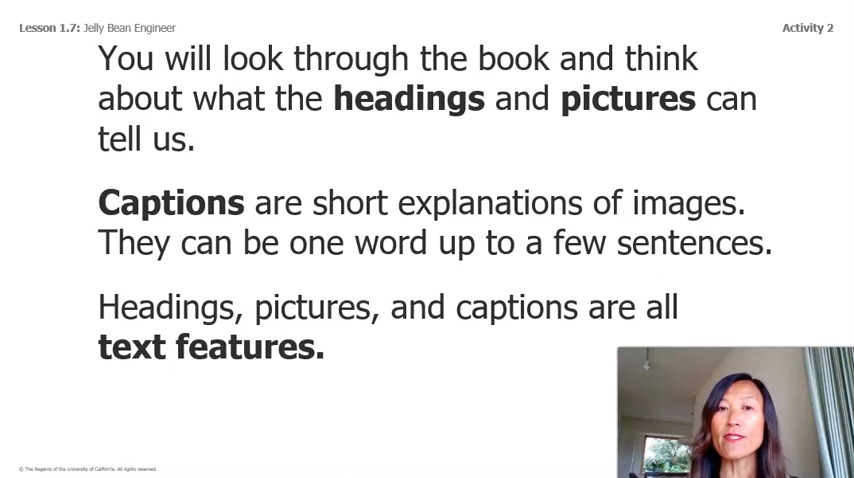 Lesson 1.7: Jelly Bean Engineer
Activity 2
You will look through the book and think
about what the headings and pictures can
tell us.
Captions are short explanations of images.
They can be one word up to a few sentences.
Headings, pictures, and captions are all
text features.
© The Regents of the University of California. All rights reserved.